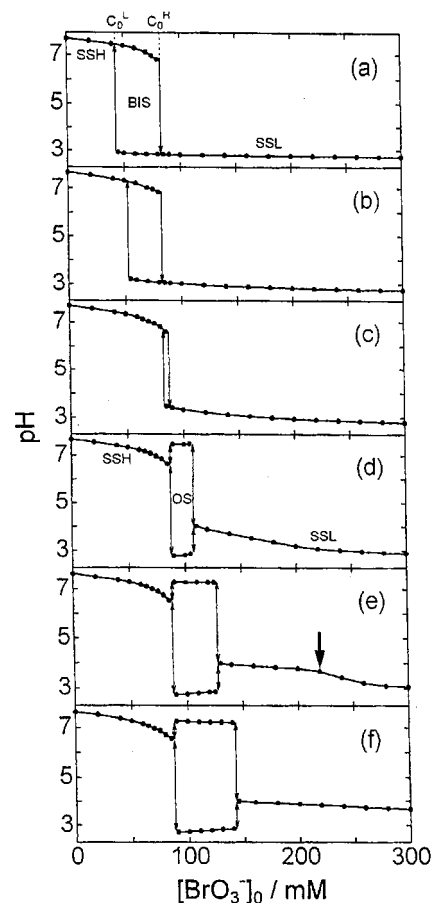 C₀ᴸ C₀ᴴ
7
SSH
(a)
5
BIS
SSL
3
7
(b)
5
3
7
(c)
5
3
pH
7
SSH
(d)
5
OS
SSL
3
7
(e)
5
3
7
(f)
5
3
0 100 200 300
[BrO₃⁻]₀ / mM